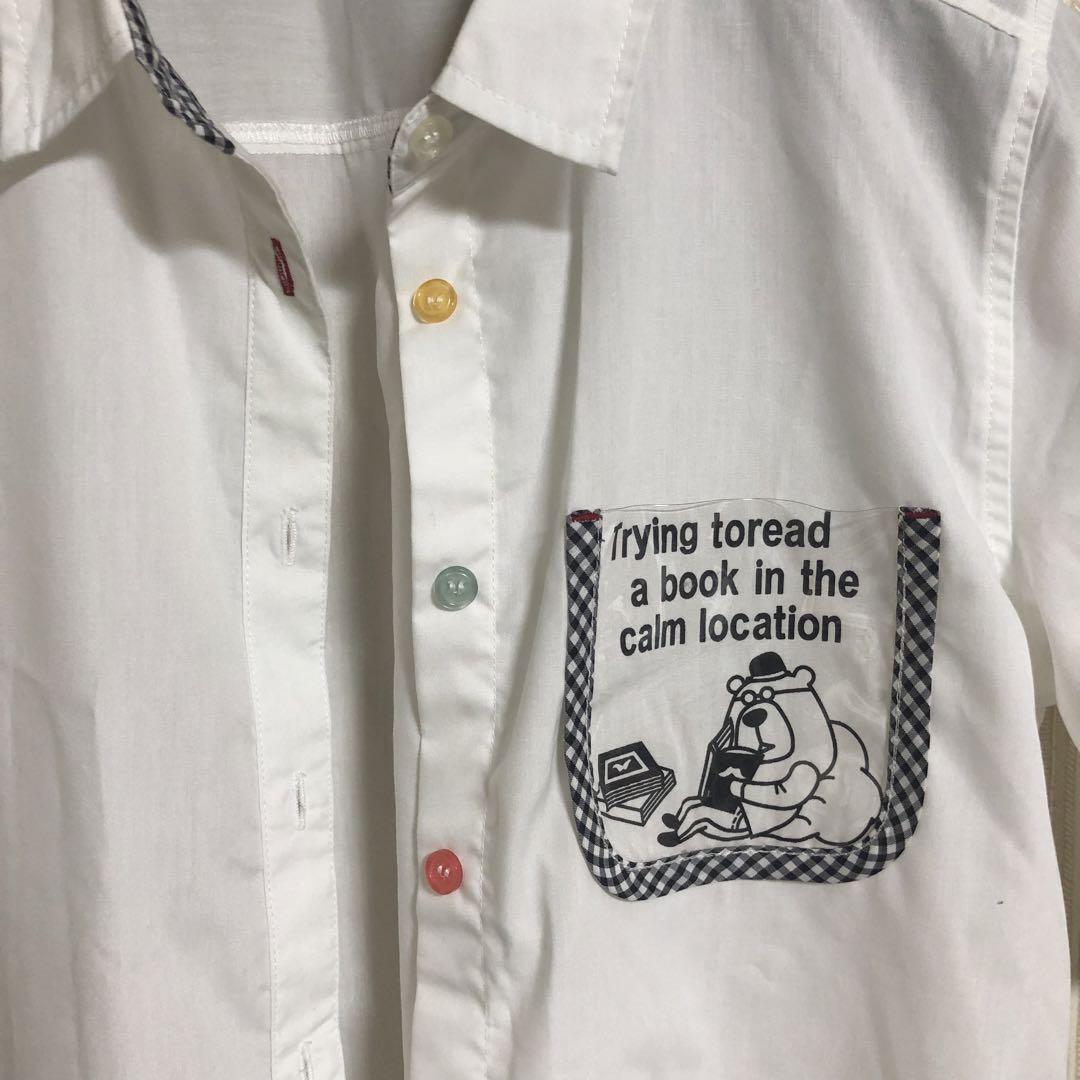 Trying toread
a book in the
calm location